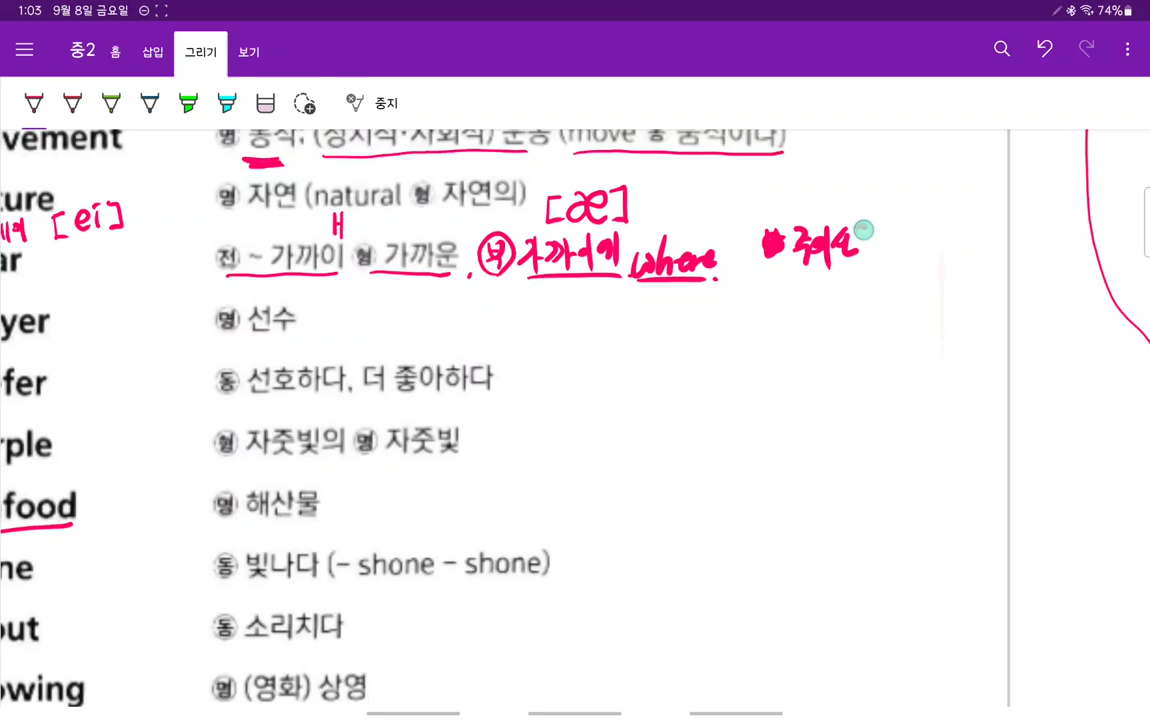 1:03 9월 8일 금요일 74%
중2 홈 삽입 그리기 보기
중지
vement 명 동작; (정치적·사회적) 운동 (move 동 움직이다)
ture 명 자연 (natural 형 자연의) [æ]
[ei] H
ar 전 ~ 가까이 형 가까운, 부 가까이에 where.
yer 명 선수
fer 동 선호하다, 더 좋아하다
rple 형 자줏빛의 명 자줏빛
food 명 해산물
ne 동 빛나다 (- shone - shone)
out 동 소리치다
owing 명 (영화) 상영